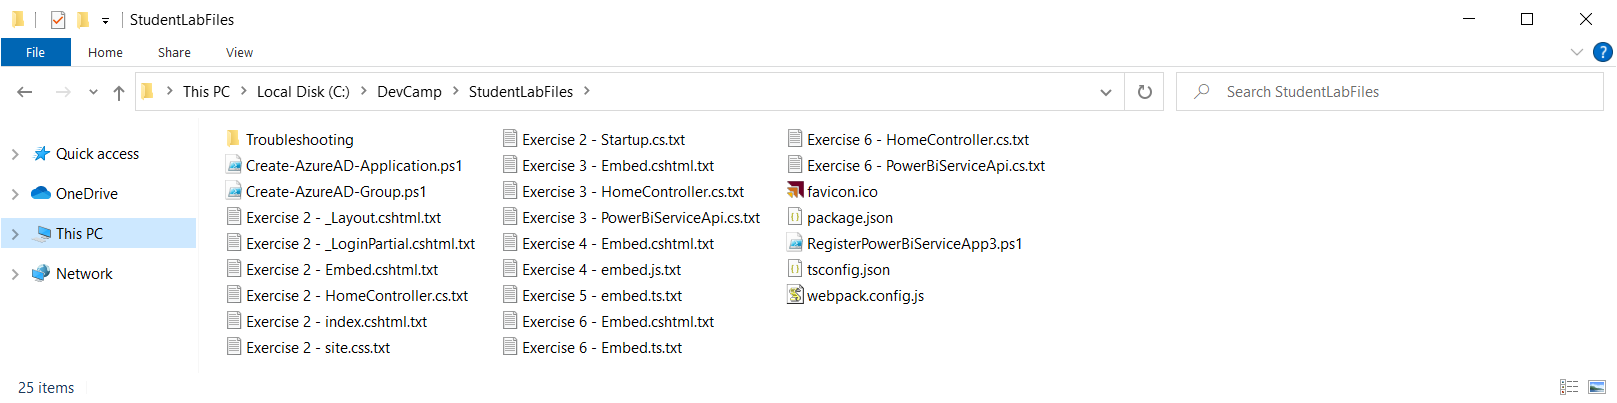 StudentLabFiles
File Home Share View
This PC Local Disk (C:) DevCamp StudentLabFiles
Search StudentLabFiles
Quick access
OneDrive
This PC
Network
Troubleshooting
Create-AzureAD-Application.ps1
Create-AzureAD-Group.ps1
Exercise 2 - _Layout.cshtml.txt
Exercise 2 - _LoginPartial.cshtml.txt
Exercise 2 - Embed.cshtml.txt
Exercise 2 - HomeController.cs.txt
Exercise 2 - index.cshtml.txt
Exercise 2 - site.css.txt
Exercise 2 - Startup.cs.txt
Exercise 3 - Embed.cshtml.txt
Exercise 3 - HomeController.cs.txt
Exercise 3 - PowerBiServiceApi.cs.txt
Exercise 4 - Embed.cshtml.txt
Exercise 4 - embed.js.txt
Exercise 5 - embed.ts.txt
Exercise 6 - Embed.cshtml.txt
Exercise 6 - Embed.ts.txt
Exercise 6 - HomeController.cs.txt
Exercise 6 - PowerBiServiceApi.cs.txt
favicon.ico
package.json
RegisterPowerBiServiceApp3.ps1
tsconfig.json
webpack.config.js
25 items